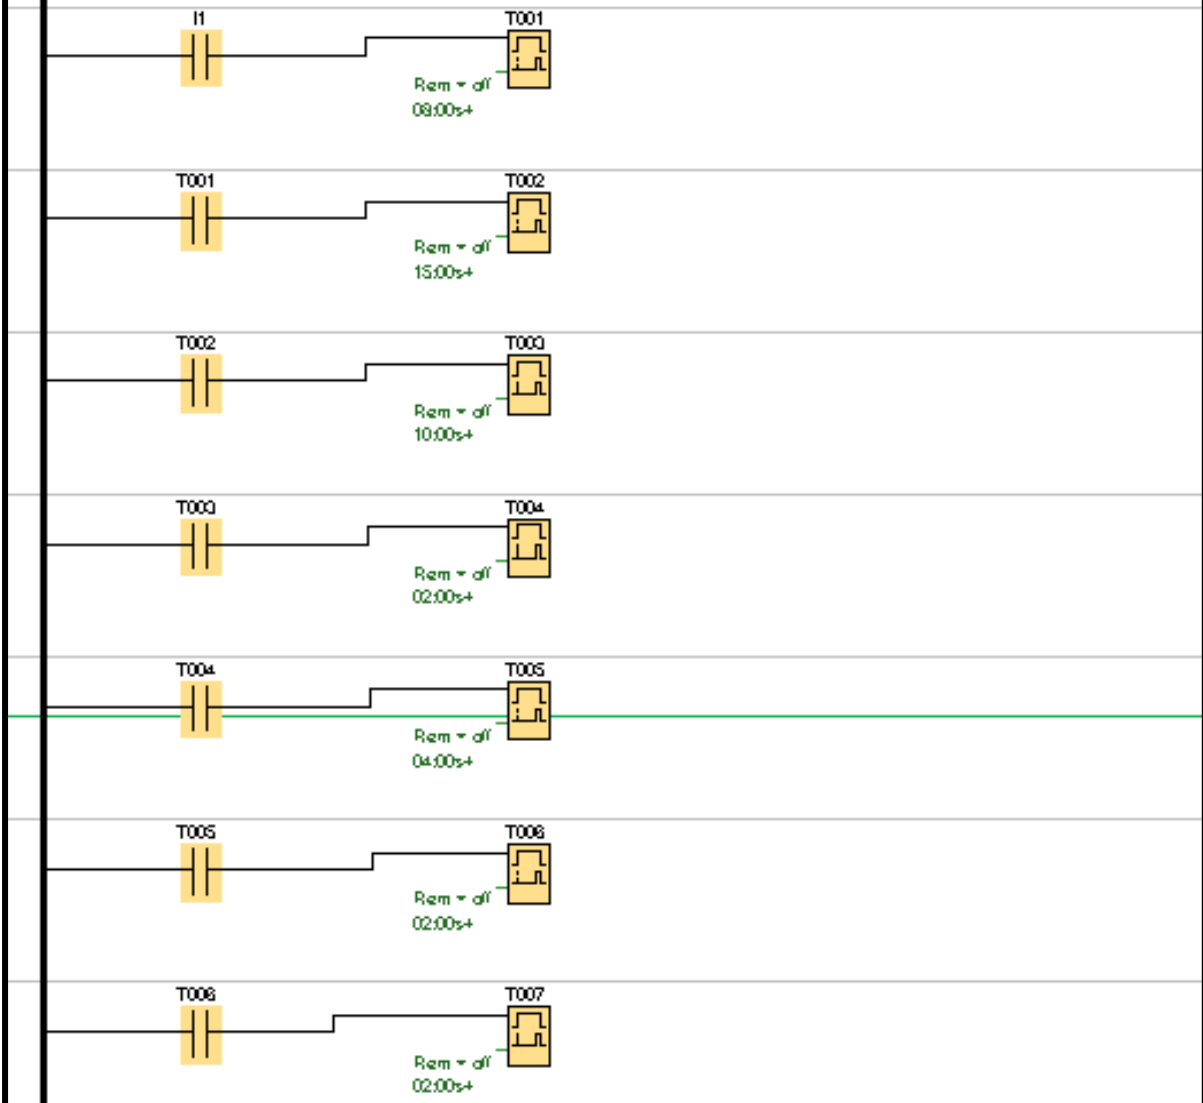 I1 T001
Rem = off
08:00s+
T001 T002
Rem = off
15:00s+
T002 T003
Rem = off
10:00s+
T003 T004
Rem = off
02:00s+
T004 T005
Rem = off
04:00s+
T005 T006
Rem = off
02:00s+
T006 T007
Rem = off
02:00s+